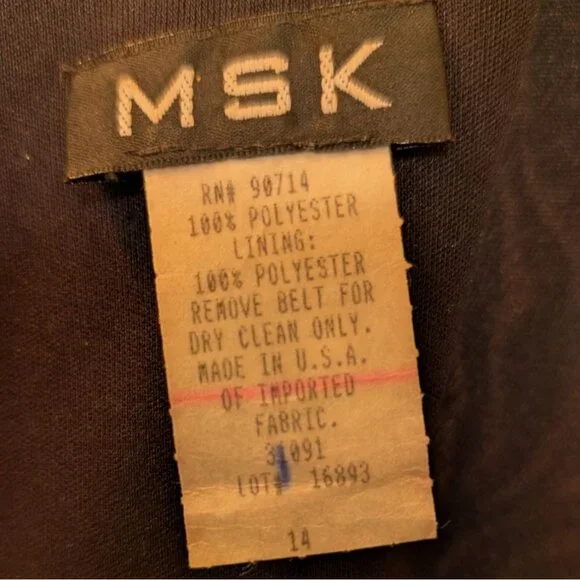 MSK
RN# 90714
100% POLYESTER
LINING:
100% POLYESTER
REMOVE BELT FOR
DRY CLEAN ONLY.
MADE IN U.S.A.
OF IMPORTED
FABRIC.
31091
LOT# 16893
14